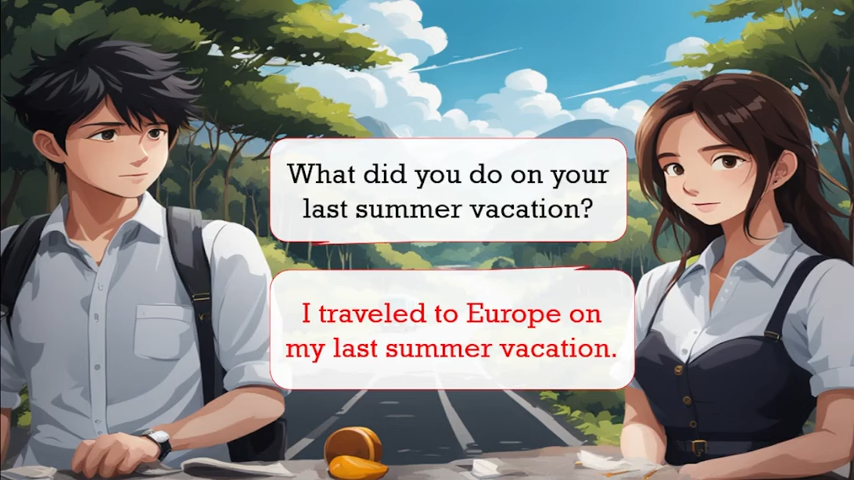 What did you do on your
last summer vacation?
I traveled to Europe on
my last summer vacation.